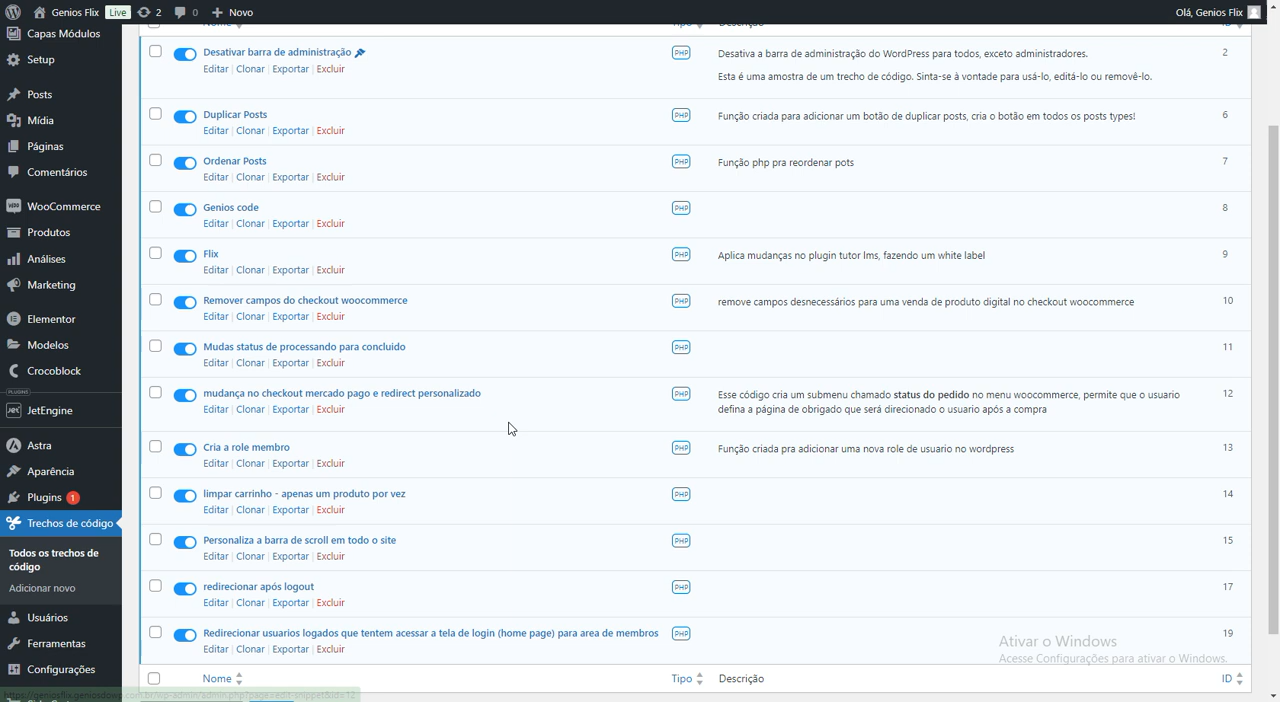 Genios Flix Live 2 0 Novo Olá, Genios Flix
Capas Módulos
Setup
Posts
Mídia
Páginas
Comentários
WooCommerce
Produtos
Análises
Marketing
Elementor
Modelos
Crocoblock
PLUGINS
JetEngine
Astra
Aparência
Plugins 1
Trechos de código
Todos os trechos de
código
Adicionar novo
Usuários
Ferramentas
Configurações
Nome Tipo Descrição ID
Desativar barra de administração PHP Desativa a barra de administração do WordPress para todos, exceto administradores. 2
Editar | Clonar | Exportar | Excluir
Esta é uma amostra de um trecho de código. Sinta-se à vontade para usá-lo, editá-lo ou removê-lo.
Duplicar Posts PHP Função criada para adicionar um botão de duplicar posts, cria o botão em todos os posts types! 6
Editar | Clonar | Exportar | Excluir
Ordenar Posts PHP Função php pra reordenar pots 7
Editar | Clonar | Exportar | Excluir
Genios code PHP 8
Editar | Clonar | Exportar | Excluir
Flix PHP Aplica mudanças no plugin tutor lms, fazendo um white label 9
Editar | Clonar | Exportar | Excluir
Remover campos do checkout woocommerce PHP remove campos desnecessários para uma venda de produto digital no checkout woocommerce 10
Editar | Clonar | Exportar | Excluir
Mudas status de processando para concluido PHP 11
Editar | Clonar | Exportar | Excluir
mudança no checkout mercado pago e redirect personalizado PHP Esse código cria um submenu chamado status do pedido no menu woocommerce, permite que o usuario 12
Editar | Clonar | Exportar | Excluir defina a página de obrigado que será direcionado o usuario após a compra
Cria a role membro PHP Função criada pra adicionar uma nova role de usuario no wordpress 13
Editar | Clonar | Exportar | Excluir
limpar carrinho - apenas um produto por vez PHP 14
Editar | Clonar | Exportar | Excluir
Personaliza a barra de scroll em todo o site PHP 15
Editar | Clonar | Exportar | Excluir
redirecionar após logout PHP 17
Editar | Clonar | Exportar | Excluir
Redirecionar usuarios logados que tentem acessar a tela de login (home page) para area de membros PHP 19
Editar | Clonar | Exportar | Excluir
Nome Tipo Descrição ID
Ativar o Windows
Acesse Configurações para ativar o Windows.